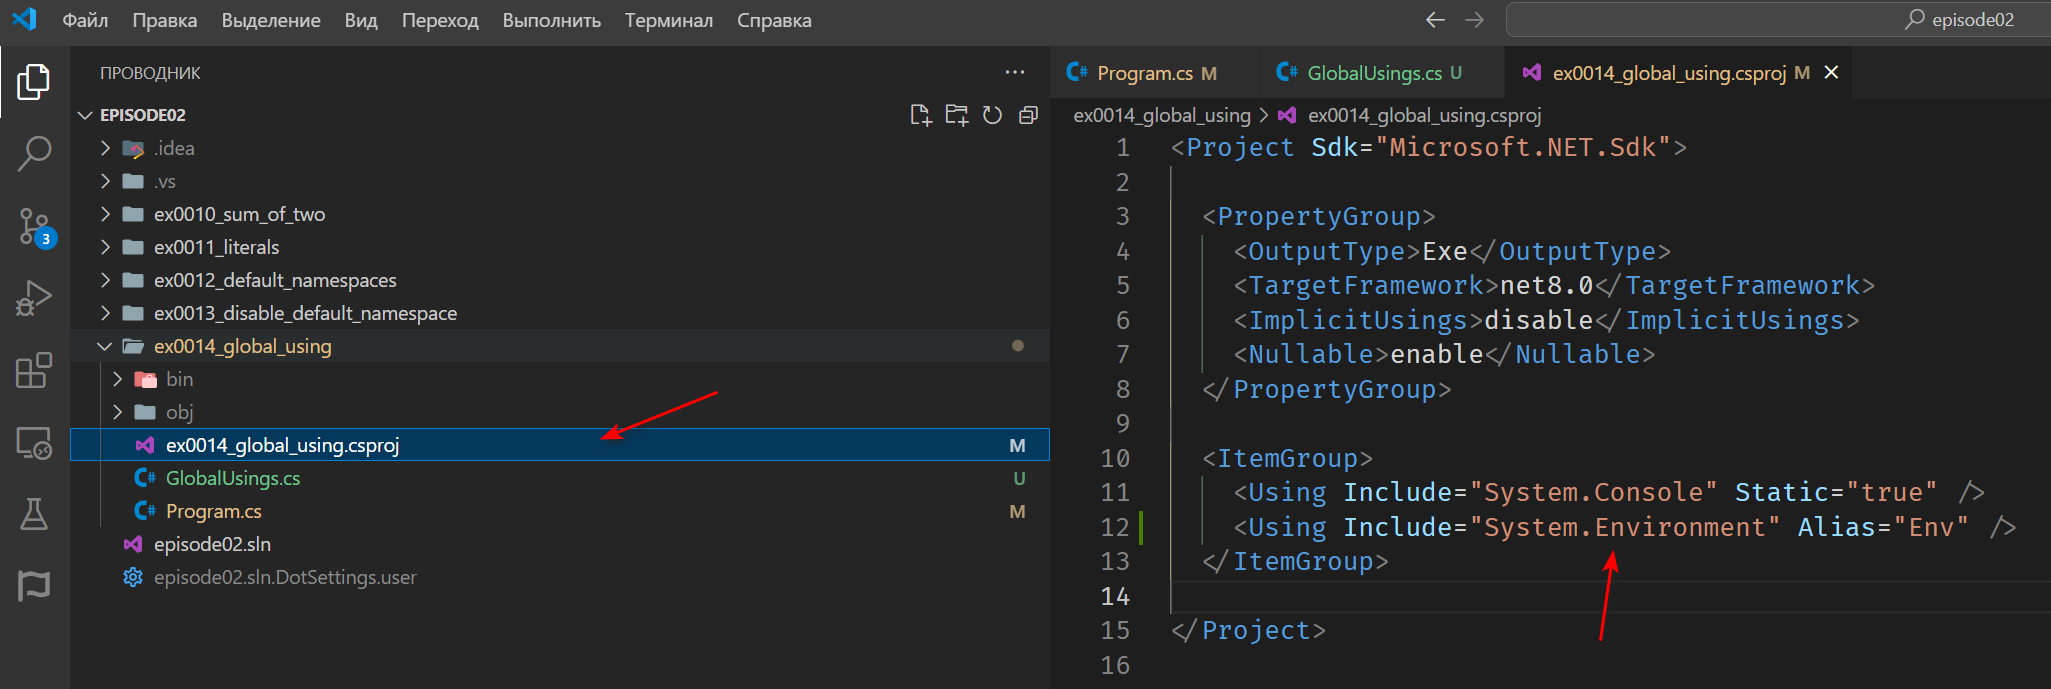 Файл Правка Выделение Вид Переход Выполнить Терминал Справка episode02
ПРОВОДНИК
EPISODE02
.idea
.vs
ex0010_sum_of_two
ex0011_literals
ex0012_default_namespaces
ex0013_disable_default_namespace
ex0014_global_using
bin
obj
ex0014_global_using.csproj M
GlobalUsings.cs U
Program.cs M
episode02.sln
episode02.sln.DotSettings.user
3
Program.cs M GlobalUsings.cs U ex0014_global_using.csproj M
ex0014_global_using > ex0014_global_using.csproj
1 <Project Sdk="Microsoft.NET.Sdk">
2
3 <PropertyGroup>
4 <OutputType>Exe</OutputType>
5 <TargetFramework>net8.0</TargetFramework>
6 <ImplicitUsings>disable</ImplicitUsings>
7 <Nullable>enable</Nullable>
8 </PropertyGroup>
9
10 <ItemGroup>
11 <Using Include="System.Console" Static="true" />
12 <Using Include="System.Environment" Alias="Env" />
13 </ItemGroup>
14
15 </Project>
16